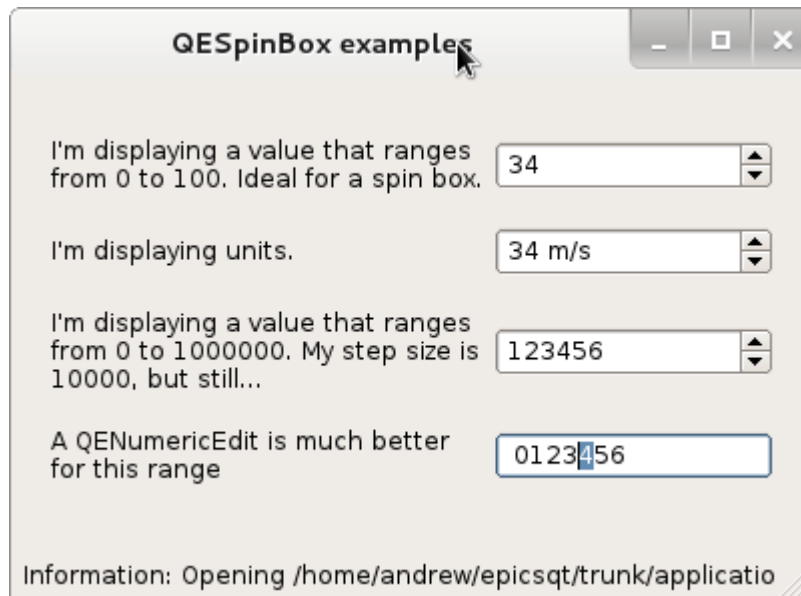 QESpinBox examples
I'm displaying a value that ranges
from 0 to 100. Ideal for a spin box.
34
I'm displaying units.
34 m/s
I'm displaying a value that ranges
from 0 to 1000000. My step size is
10000, but still...
123456
A QENumericEdit is much better
for this range
0123456
Information: Opening /home/andrew/epicsqt/trunk/applicatio